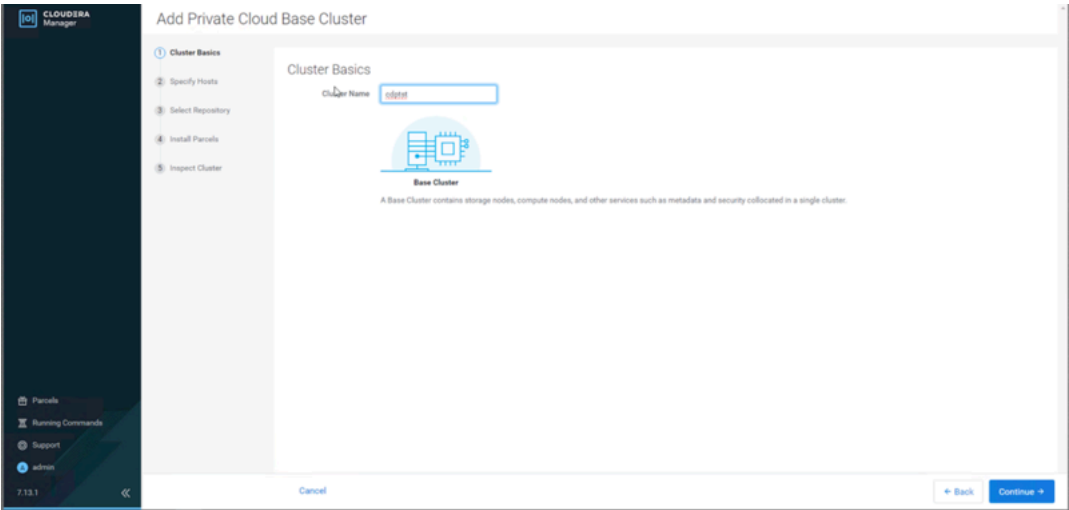 CLOUDERA
Manager
Add Private Cloud Base Cluster
1 Cluster Basics
2 Specify Hosts
3 Select Repository
4 Install Parcels
5 Inspect Cluster
Cluster Basics
Cluster Name
Base Cluster
A Base Cluster contains storage nodes, compute nodes, and other services such as metadata and security collocated in a single cluster.
Parcels
Running Commands
Support
admin
7.13.1
Cancel
Back
Continue